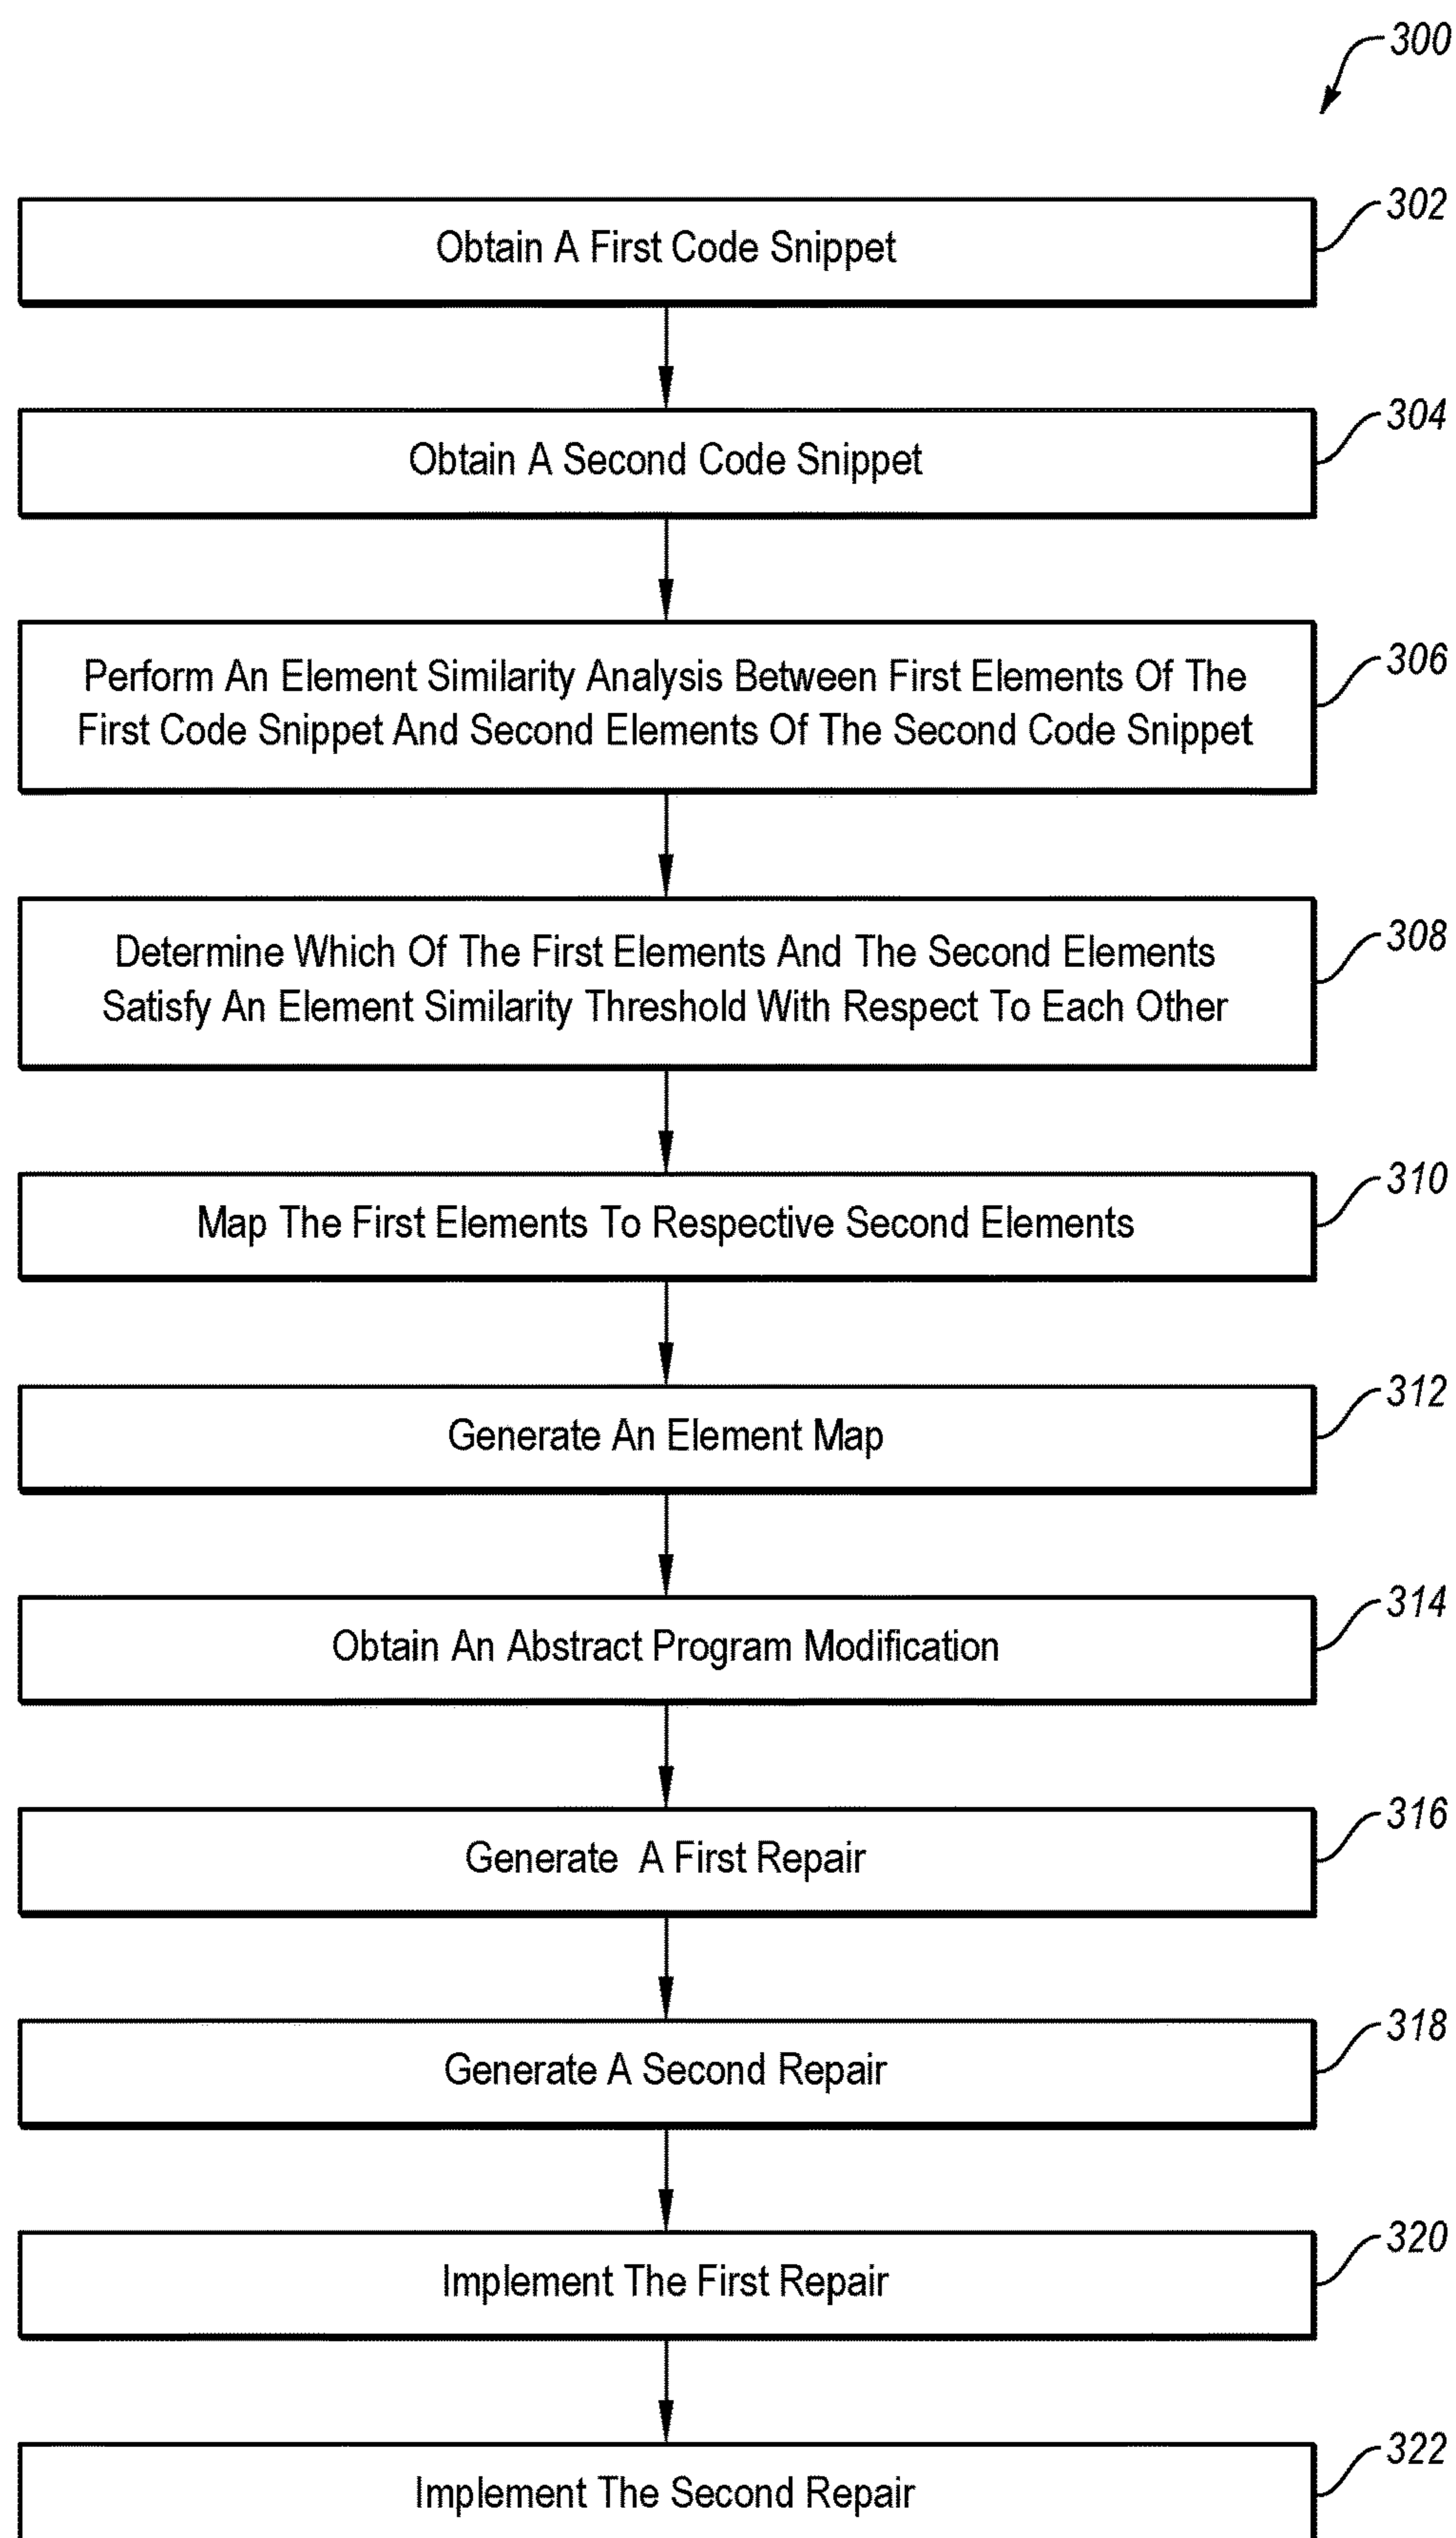 300
302
Obtain A First Code Snippet
304
Obtain A Second Code Snippet
306
Perform An Element Similarity Analysis Between First Elements Of The
First Code Snippet And Second Elements Of The Second Code Snippet
308
Determine Which Of The First Elements And The Second Elements
Satisfy An Element Similarity Threshold With Respect To Each Other
310
Map The First Elements To Respective Second Elements
312
Generate An Element Map
314
Obtain An Abstract Program Modification
316
Generate A First Repair
318
Generate A Second Repair
320
Implement The First Repair
322
Implement The Second Repair